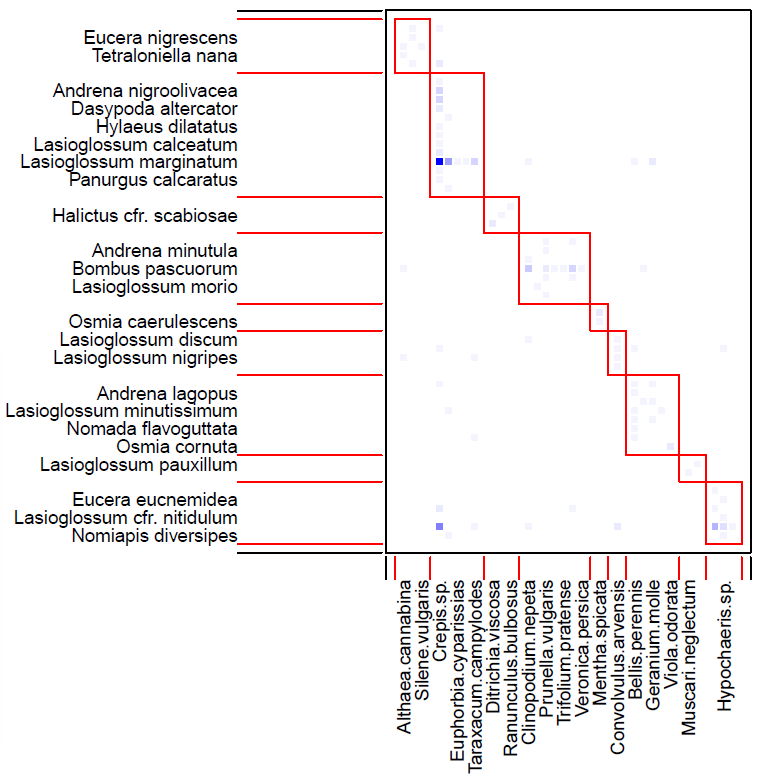 Eucera nigrescens
Tetraloniella nana
Andrena nigroolivacea
Dasypoda altercator
Hylaeus dilatatus
Lasioglossum calceatum
Lasioglossum marginatum
Panurgus calcaratus
Halictus cfr. scabiosae
Andrena minutula
Bombus pascuorum
Lasioglossum morio
Osmia caerulescens
Lasioglossum discum
Lasioglossum nigripes
Andrena lagopus
Lasioglossum minutissimum
Nomada flavoguttata
Osmia cornuta
Lasioglossum pauxillum
Eucera eucnemidea
Lasioglossum cfr. nitidulum
Nomiapis diversipes
Althaea.cannabina
Silene.vulgaris
Crepis.sp.
Euphorbia.cyparissias
Taraxacum.campylodes
Ditrichia.viscosa
Ranunculus.bulbosus
Clinopodium.nepeta
Prunella.vulgaris
Trifolium.pratense
Veronica.persica
Mentha.spicata
Convolvulus.arvensis
Bellis.perennis
Geranium.molle
Viola.odorata
Muscari.neglectum
Hypochaeris.sp.